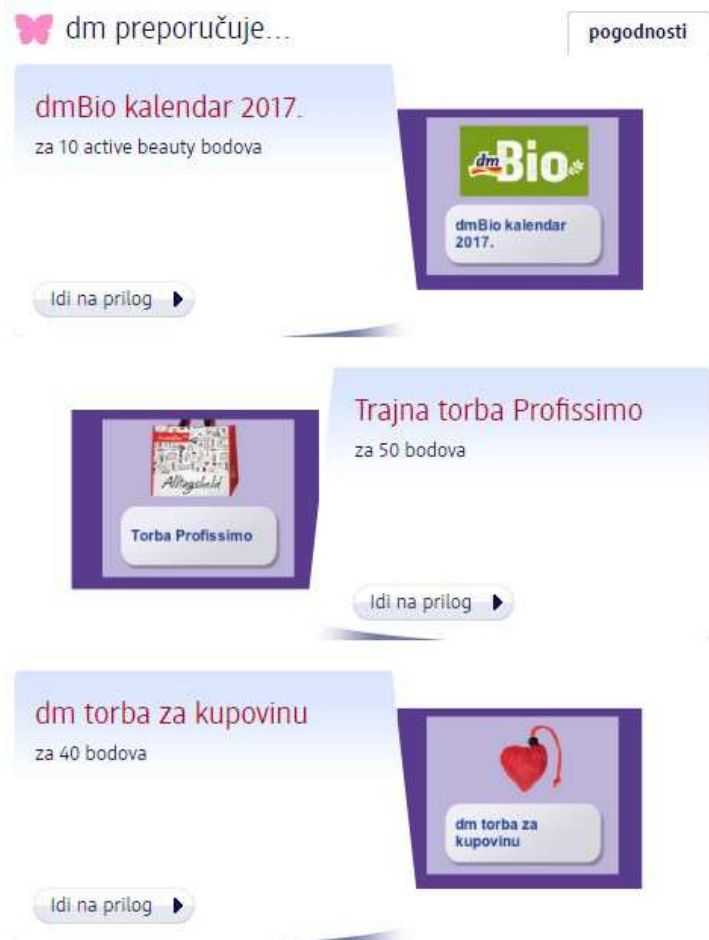 dm preporučuje...
pogodnosti
dmBio kalendar 2017.
za 10 active beauty bodova
dm Bio
dmBio kalendar
2017.
Idi na prilog
Trajna torba Profissimo
za 50 bodova
Alltagsheld
Torba Profissimo
Idi na prilog
dm torba za kupovinu
za 40 bodova
dm torba za
kupovinu
Idi na prilog